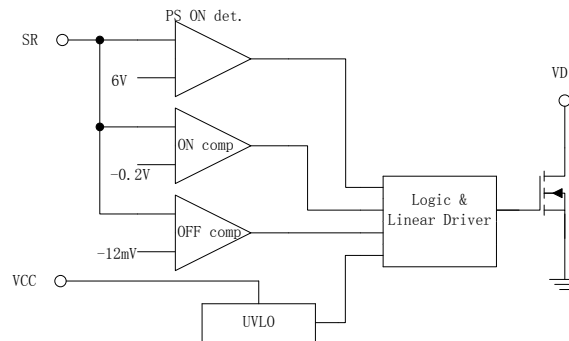 PS ON det.
SR
6V
VD
ON comp
-0.2V
Logic &
Linear Driver
OFF comp
-12mV
VCC
UVLO